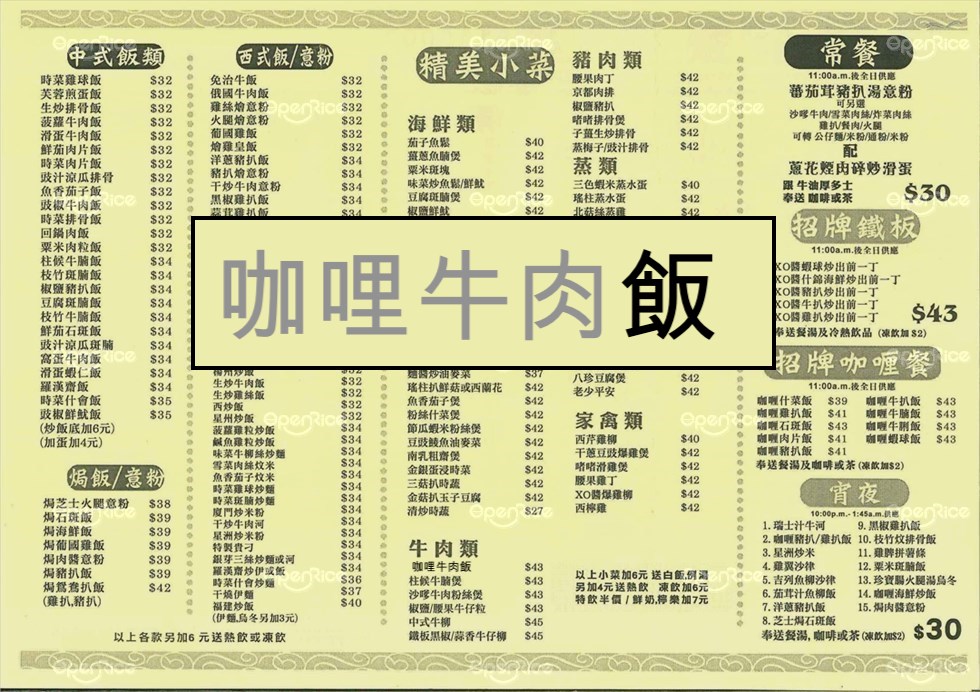 中式飯類
時菜雞球飯 $32
芙蓉煎蛋飯 $32
生炒排骨飯 $32
菠蘿牛肉飯 $32
滑蛋牛肉飯 $32
鮮茄肉片飯 $32
時菜肉片飯 $32
豉汁涼瓜排骨 $32
魚香茄子飯 $32
豉椒牛肉飯 $32
時菜排骨飯 $32
回鍋肉飯 $32
粟米肉粒飯 $32
柱候牛腩飯 $34
枝竹斑腩飯 $34
椒鹽豬扒飯 $34
豆腐斑腩飯 $34
枝竹牛腩飯 $34
鮮茄石斑飯 $34
豉汁涼瓜斑腩 $34
窩蛋牛肉飯 $34
滑蛋蝦仁飯 $34
羅漢齋飯 $34
時菜什會飯 $35
豉椒鮮魷飯 $35
(炒飯底加6元)
(加蛋加4元)
焗飯/意粉
焗芝士火腿意粉 $38
焗石斑飯 $39
焗海鮮飯 $39
焗葡國雞飯 $39
焗肉醬意粉 $39
焗豬扒飯 $39
焗鴛鴦扒飯 $42
(雞扒,豬扒)
以上各款另加6 元送熱飲或凍飲
西式飯/意粉
免治牛飯 $32
俄國牛肉飯 $32
雞絲燴意粉 $32
火腿燴意粉 $32
葡國雞飯 $32
燴雞皇飯 $32
洋蔥豬扒飯 $34
豬扒燴意粉 $34
干炒牛肉意粉 $34
黑椒雞扒飯 $34
生炒牛肉飯 $32
生炒雞絲飯 $32
西炒飯 $32
星州炒飯 $32
菠蘿雞粒炒飯 $34
鹹魚雞粒炒飯 $34
味菜牛柳絲炒麵 $34
雪菜肉絲炆米 $34
魚香茄子炆米 $34
時菜雞球炒麵 $34
時菜斑腩炒麵 $34
廈門炒米粉 $34
干炒牛肉河 $34
星洲炒米粉 $34
特製貴刁 $34
銀芽三絲炒麵或河 $34
羅漢齋炒伊或飯 $34
時菜什會炒麵 $36
干燒伊麵 $37
福建炒飯 $40
(伊麵,烏冬另加3元)
精美小菜
海鮮類
茄子魚鬆 $40
薑蔥魚腩煲 $42
粟米斑塊 $42
味菜炒魚鬆/鮮魷 $42
豆腐斑腩煲 $42
椒鹽鮮魷 $42
咖哩牛肉飯
麵醬炒油麥菜 $37
瑤柱扒鮮菇或西蘭花 $42
魚香茄子煲 $42
粉絲什菜煲 $42
節瓜蝦米粉絲煲 $42
豆豉鯪魚油麥菜 $42
南乳粗齋煲 $42
金銀蛋浸時菜 $42
三菇扒時蔬 $42
金菇扒玉子豆腐 $42
清炒時蔬 $27
牛肉類
咖哩牛肉飯 $43
柱候牛腩煲 $43
沙嗲牛肉粉絲煲 $43
椒鹽/腰果牛仔粒 $43
中式牛柳 $45
鐵板黑椒/蒜香牛仔柳 $45
豬肉類
腰果肉丁 $42
京都肉排 $42
椒鹽豬扒 $42
啫啫排骨煲 $42
子薑生炒排骨 $42
蒸梅子/豉汁排骨 $42
蒸類
三色蝦米蒸水蛋 $40
瑤柱蒸水蛋 $42
北菇絲蒸雞 $42
八珍豆腐煲 $42
老少平安 $42
家禽類
西芹雞柳 $40
干蔥豆豉爆雞煲 $42
啫啫滑雞煲 $42
腰果雞丁 $42
XO醬爆雞柳 $42
西檸雞 $42
以上小菜加6元 送白飯,例湯
另加4元送熱飲 凍飲加6元
特飲半價 / 鮮奶,檸樂加7元
常餐
11:00a.m.後全日供應
蕃茄茸豬扒湯意粉
可另選
沙嗲牛肉/雪菜肉絲/炸菜肉絲
雞扒/餐肉/火腿
可轉 公仔麵/米粉/通粉/米粉
配
蔥花煙肉碎炒滑蛋
跟 牛油厚多士
奉送 咖啡或茶 $30
招牌鐵板
11:00a.m.後全日供應
XO醬蝦球炒出前一丁
XO醬什錦海鮮炒出前一丁
XO醬豬扒炒出前一丁
XO醬牛扒炒出前一丁
XO醬雞扒炒出前一丁 $43
奉送餐湯及冷熱飲品 (凍飲加 $2)
招牌咖喱餐
11:00a.m.後全日供應
咖喱什菜飯 $39 咖喱牛扒飯 $43
咖喱雞扒飯 $41 咖喱牛腩飯 $43
咖喱石斑飯 $43 咖喱牛脷飯 $43
咖喱肉片飯 $41 咖喱蝦球飯 $43
咖喱豬扒飯 $41
奉送餐湯及咖啡或茶 (凍飲加$2)
宵夜
10:00p.m.- 1:45a.m.供應
1. 瑞士汁牛河 9. 黑椒雞扒飯
2. 咖喱豬扒/雞扒飯 10. 枝竹炆排骨飯
3. 星洲炒米 11. 雞髀拼薯條
4. 雞翼沙律 12. 粟米斑腩飯
5. 吉列魚柳沙律 13. 珍寶腸火腿湯烏冬
6. 茄汁什魚柳飯 14. 咖喱海鮮炒飯
7. 洋蔥豬扒飯 15. 焗肉醬意粉
8. 芝士焗石斑飯
奉送餐湯, 咖啡或茶 (凍飲加$2) $30